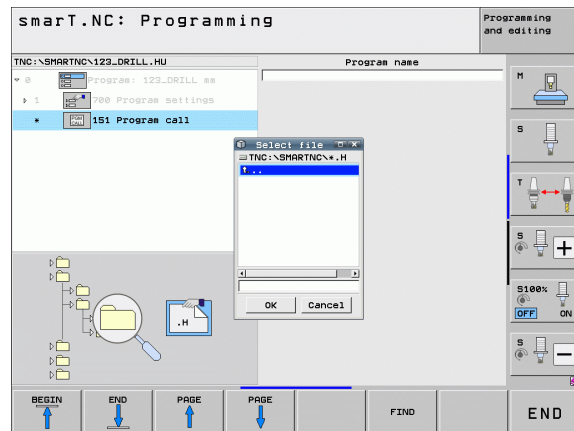 smarT.NC: Programming
Programming
and editing
TNC:\SMARTNC\123_DRILL.HU
0 Program: 123_DRILL mm
1 700 Program settings
* PGM CALL 151 Program call
Program name
Select file
TNC:\SMARTNC\*.H
..
OK Cancel
.H
M
S
T
S
S100%
OFF ON
S
BEGIN
END
PAGE
PAGE
FIND
END